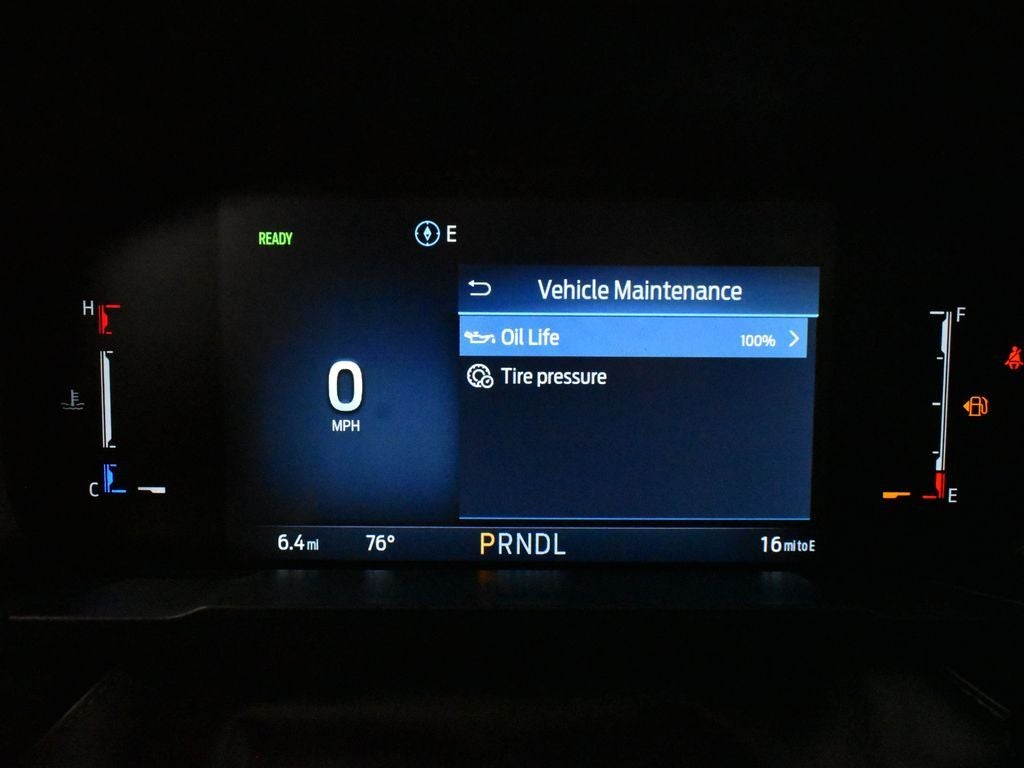 READY
E
Vehicle Maintenance
H
Oil Life 100%
F
Tire pressure
0
MPH
C
E
6.4 mi 76° PRNDL 16 mi to E